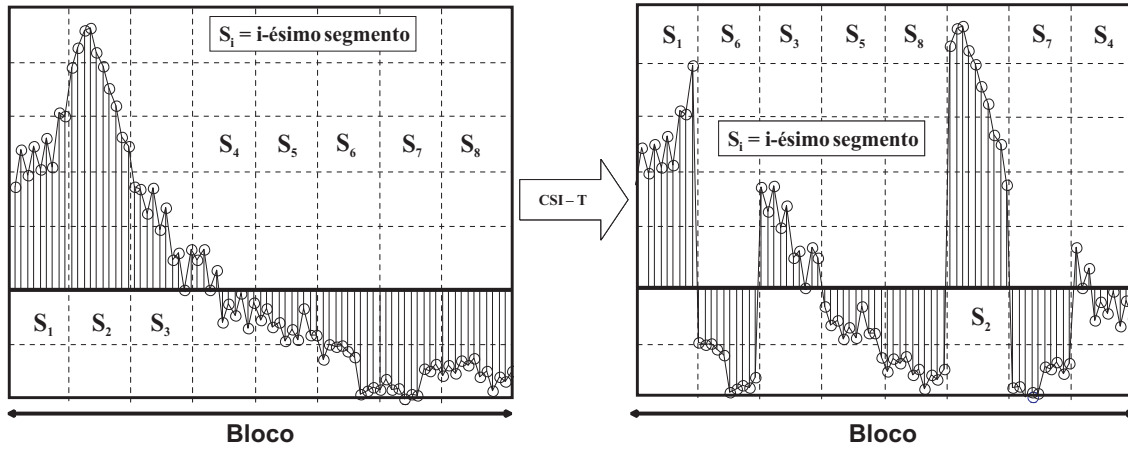 S₁ = i-ésimo segmento
S₄ S₅ S₆ S₇ S₈
S₁ S₂ S₃
Bloco
CSI – T
S₁ S₆ S₃ S₅ S₈ S₇ S₄
Sᵢ = i-ésimo segmento
S₂
Bloco